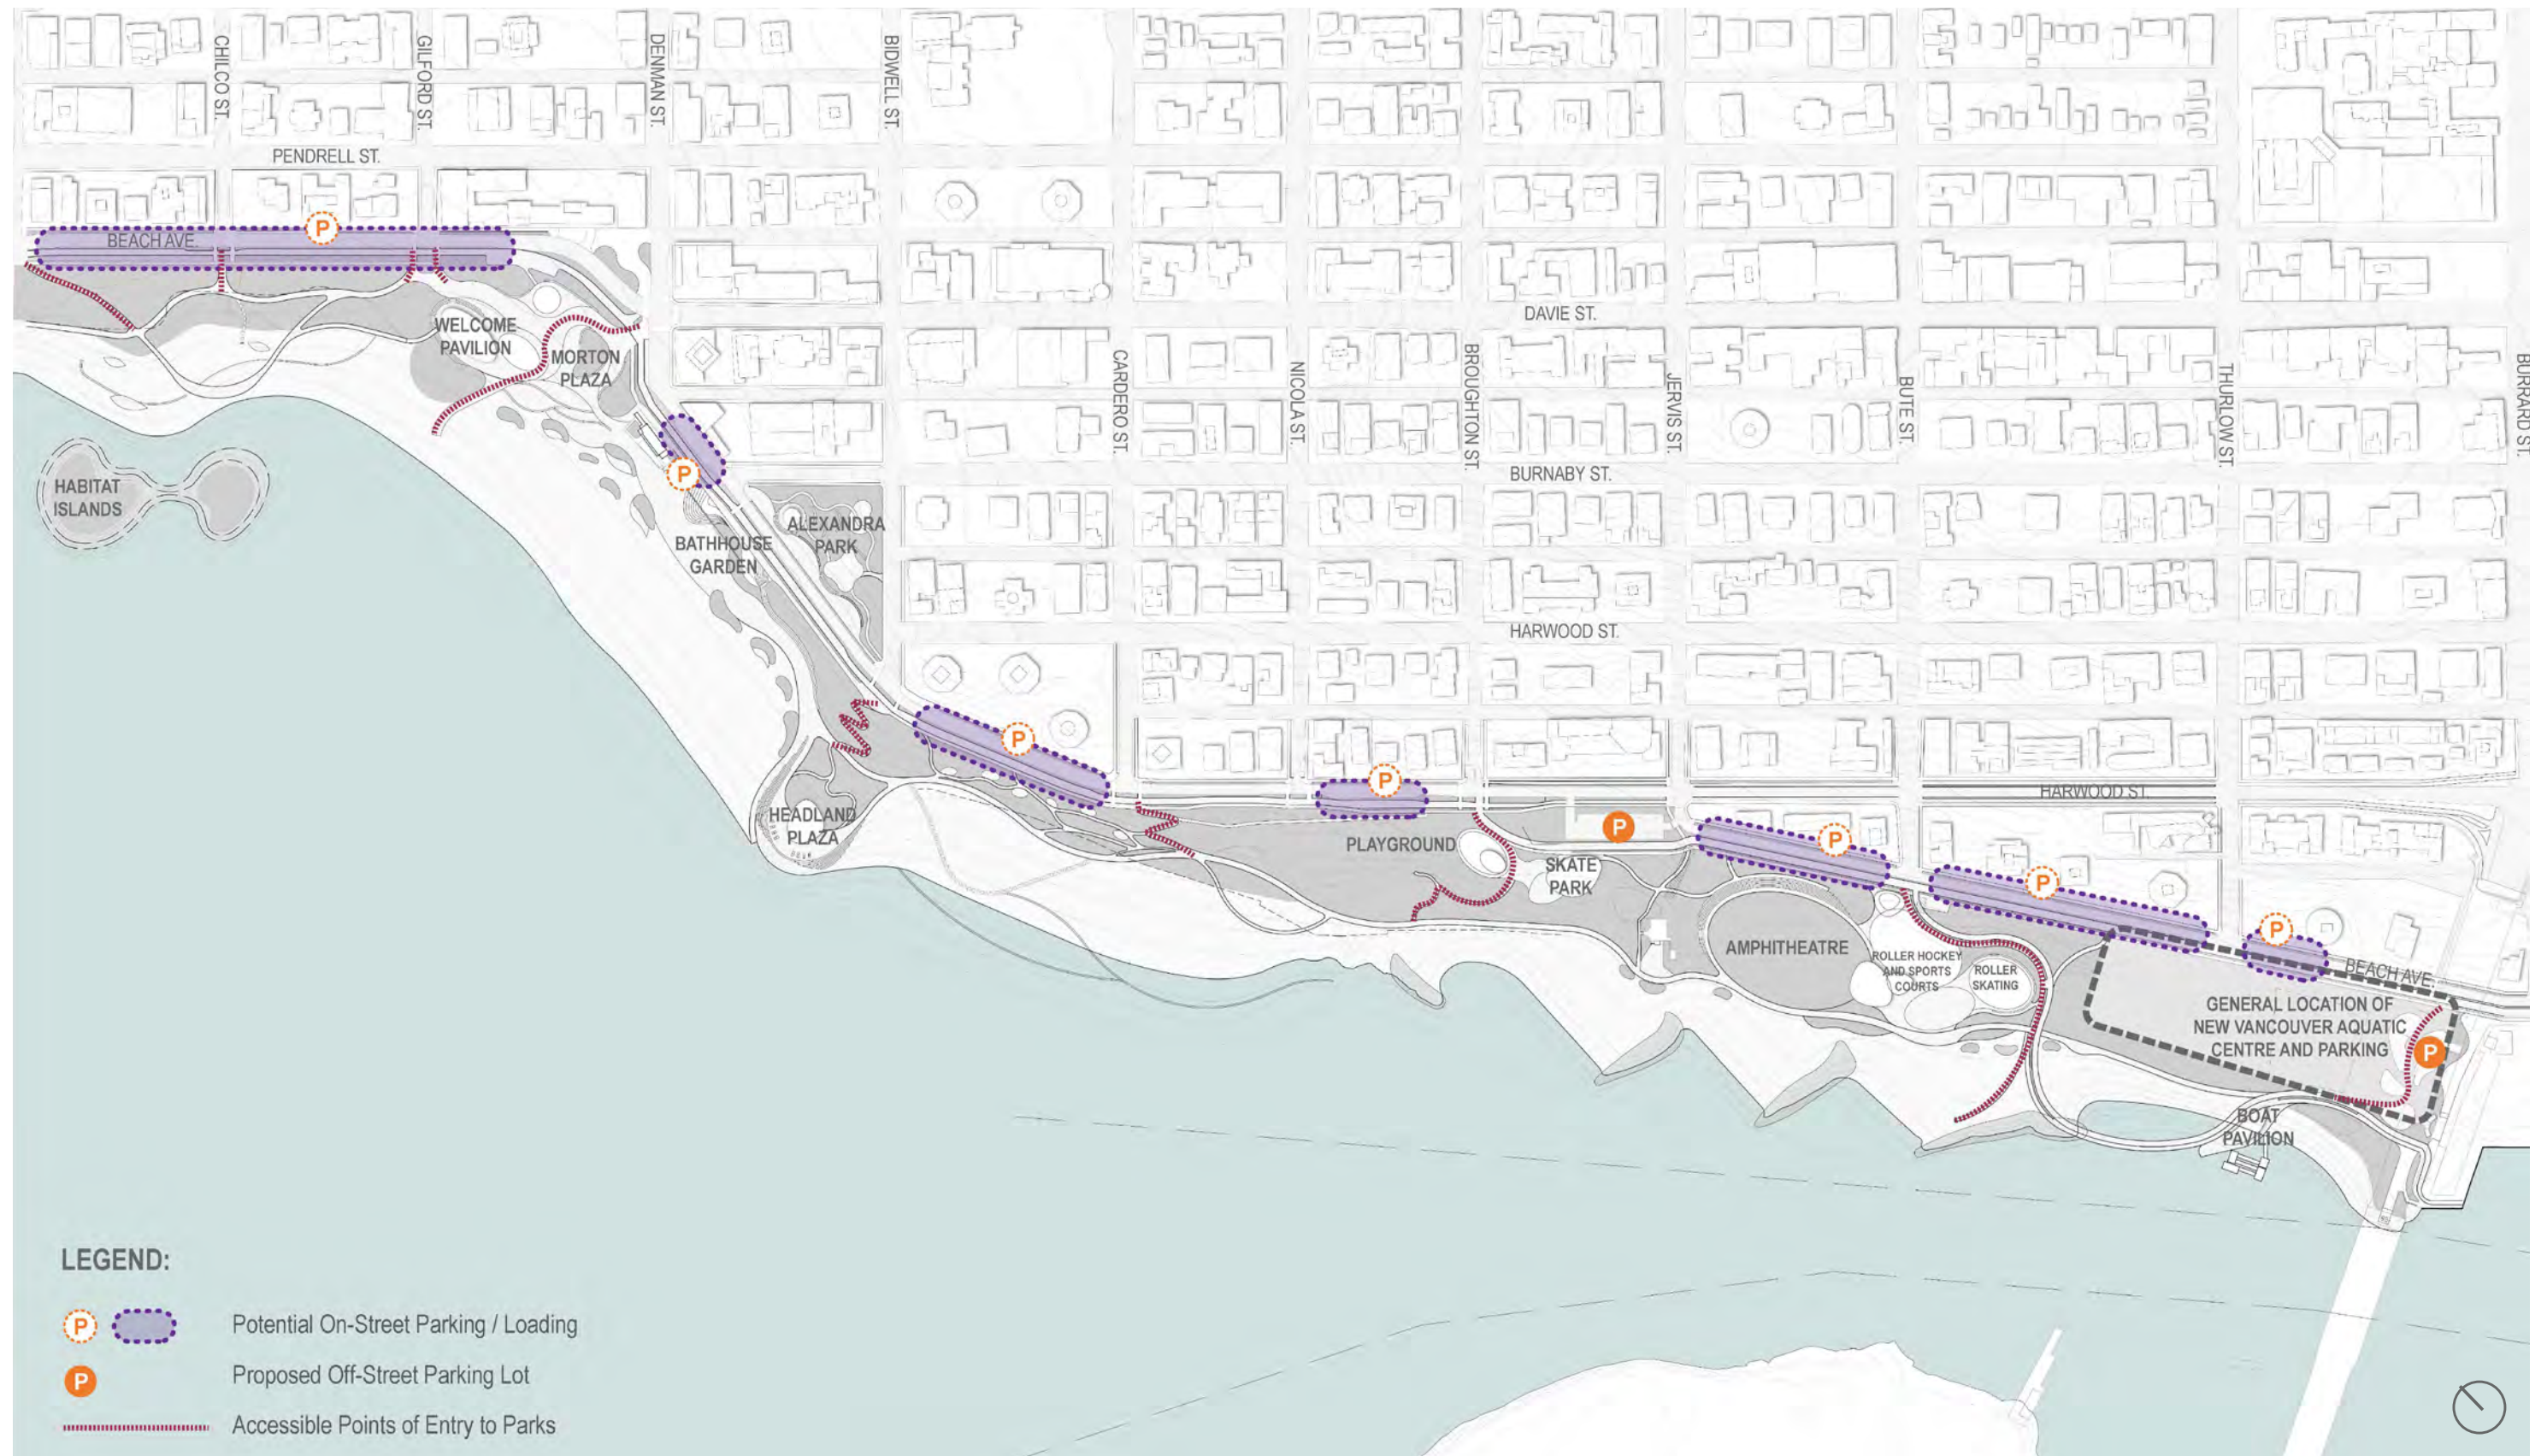 CHILCO ST.
GILFORD ST.
DENMAN ST.
BIDWELL ST.
PENDRELL ST.
P
BEACH AVE.
WELCOME
PAVILION
MORTON
PLAZA
DAVIE ST.
CARDERO ST.
NICOLA ST.
BROUGHTON ST.
JERVIS ST.
BUTE ST.
THURLOW ST.
BURRARD ST.
P
HABITAT
ISLANDS
BURNABY ST.
ALEXANDRA
PARK
BATHHOUSE
GARDEN
HARWOOD ST.
P
P
HARWOOD ST.
HEADLAND
PLAZA
P
P
PLAYGROUND
SKATE
PARK
P
P
AMPHITHEATRE
ROLLER HOCKEY
AND SPORTS
COURTS
ROLLER
SKATING
BEACH AVE.
GENERAL LOCATION OF
NEW VANCOUVER AQUATIC
CENTRE AND PARKING
P
BOAT
PAVILION
LEGEND:
P Potential On-Street Parking / Loading
P Proposed Off-Street Parking Lot
Accessible Points of Entry to Parks